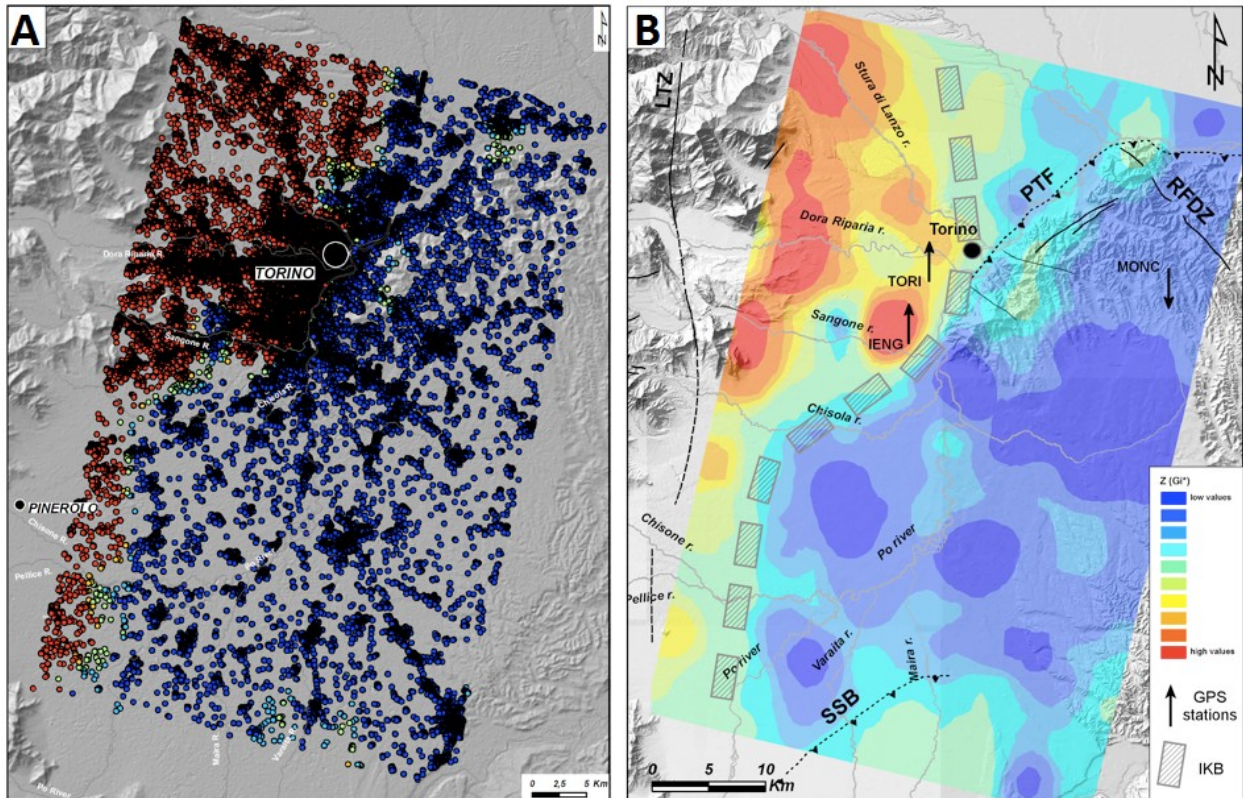 A
N
Dora Riparia R.
TORINO
Sangone R.
Chisola R.
PINEROLO
Chisone R.
Pellice R.
Maira R.
Po River
0 2,5 5 Km
B
N
LTZ
Stura di Lanzo r.
PTF
RFDZ
Dora Riparia r.
Torino
MONC
TORI
Sangone r.
IENG
Chisola r.
Z (Gi*)
low values
high values
Chisone r.
Po river
Pellice r.
Varaita r.
Maira r.
Po river
SSB
GPS
stations
IKB
0 5 10
Km